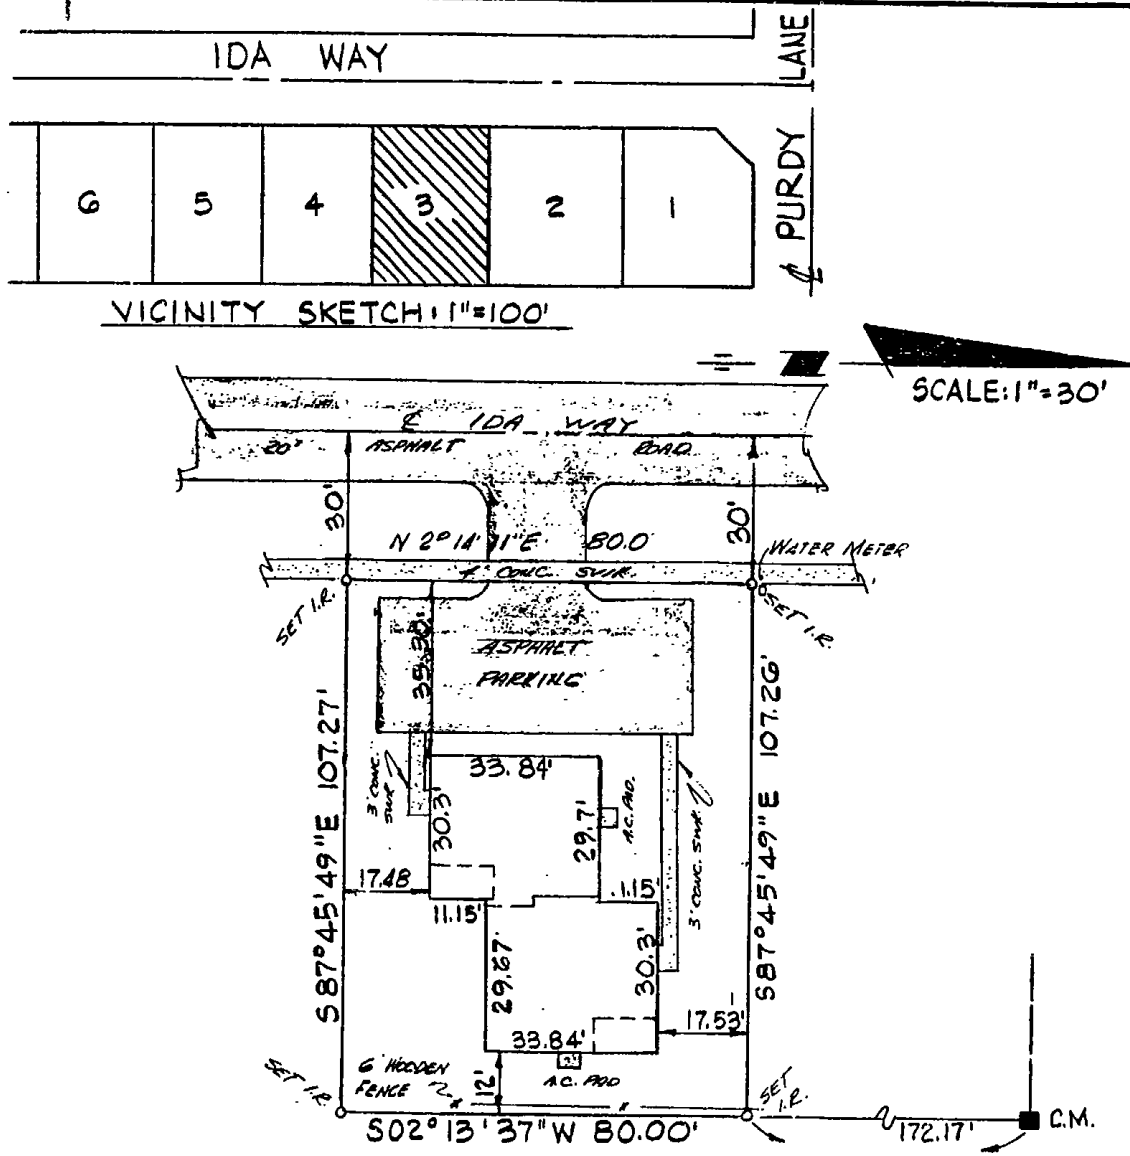 IDA WAY
LANE
PURDY
6 5 4 3 2 1
VICINITY SKETCH: 1"=100'
SCALE: 1"=30'
℄ IDA WAY
20' ASPHALT ROAD
30'
30'
N 2° 14' 11" E 80.0
WATER METER
4' CONC. SWK.
SET I.R.
SET I.R.
ASPHALT
PARKING
S 87° 45' 49" E 107.27'
S 87° 45' 49" E 107.26'
33.84'
3' CONC.
SWK
30.3'
29.7'
A.C. PAD.
3' CONC. SWK.
17.48
11.15'
1.15'
29.67
30.3'
17.53'
33.84'
6' WOODEN
FENCE
12'
A.C. PAD
SET I.R.
SET
I.R.
S02° 13' 37" W 80.00'
172.17'
C.M.